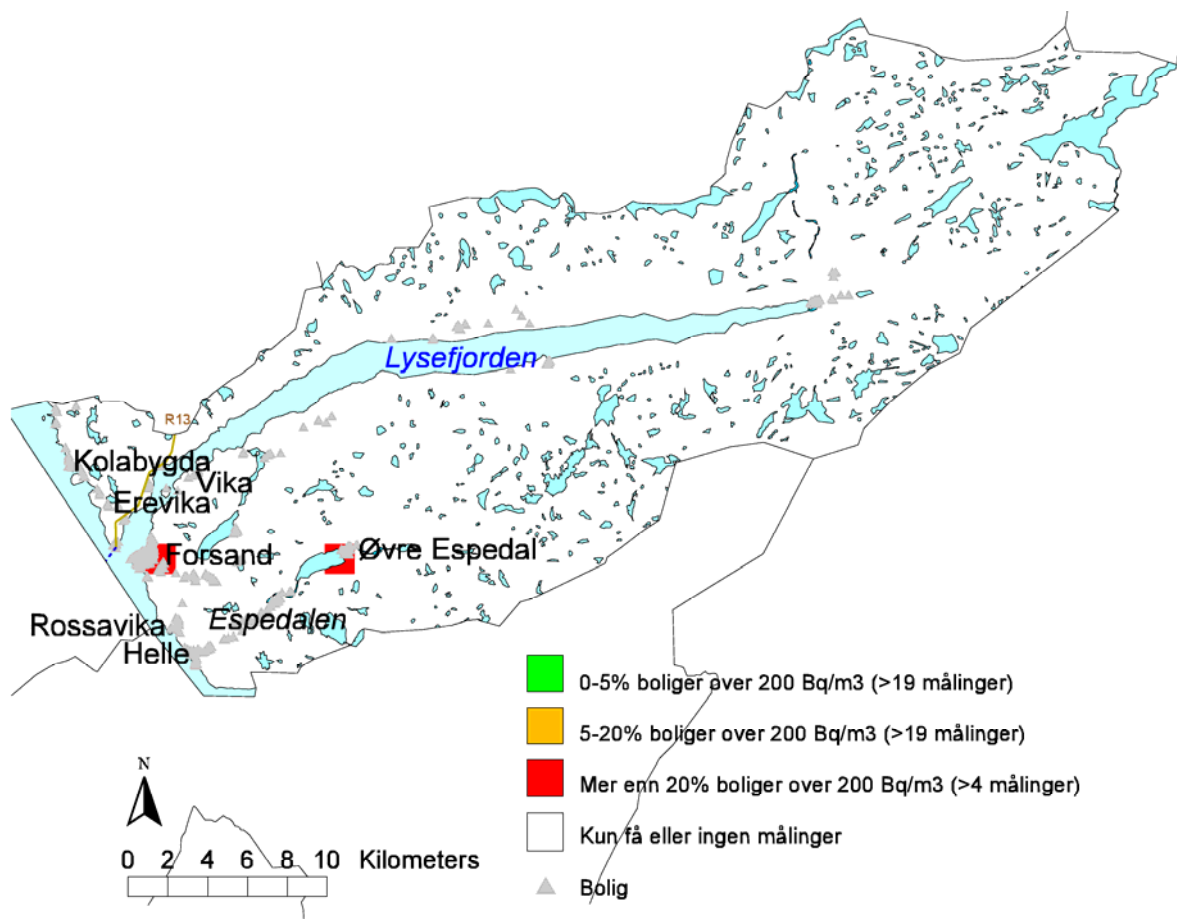 Lysefjorden
R13
Kolabygda
Vika
Erevika
Forsand
Øvre Espedal
Rossavika
Espedalen
Helle
0-5% boliger over 200 Bq/m3 (>19 målinger)
5-20% boliger over 200 Bq/m3 (>19 målinger)
Mer enn 20% boliger over 200 Bq/m3 (>4 målinger)
Kun få eller ingen målinger
Bolig
N
0 2 4 6 8 10 Kilometers